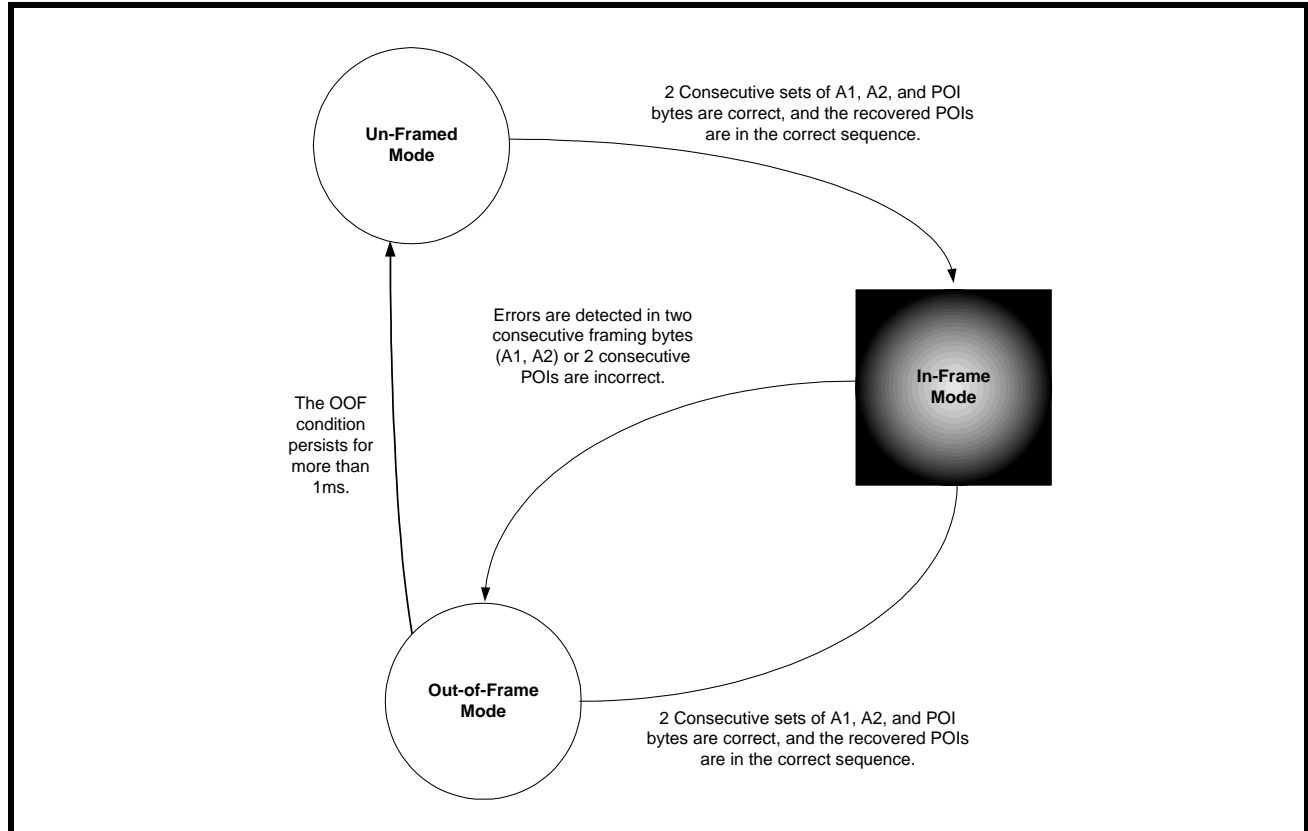 Un-Framed
Mode
2 Consecutive sets of A1, A2, and POI
bytes are correct, and the recovered POIs
are in the correct sequence.
Errors are detected in two
consecutive framing bytes
(A1, A2) or 2 consecutive
POIs are incorrect.
In-Frame
Mode
The OOF
condition
persists for
more than
1ms.
Out-of-Frame
Mode
2 Consecutive sets of A1, A2, and POI
bytes are correct, and the recovered POIs
are in the correct sequence.